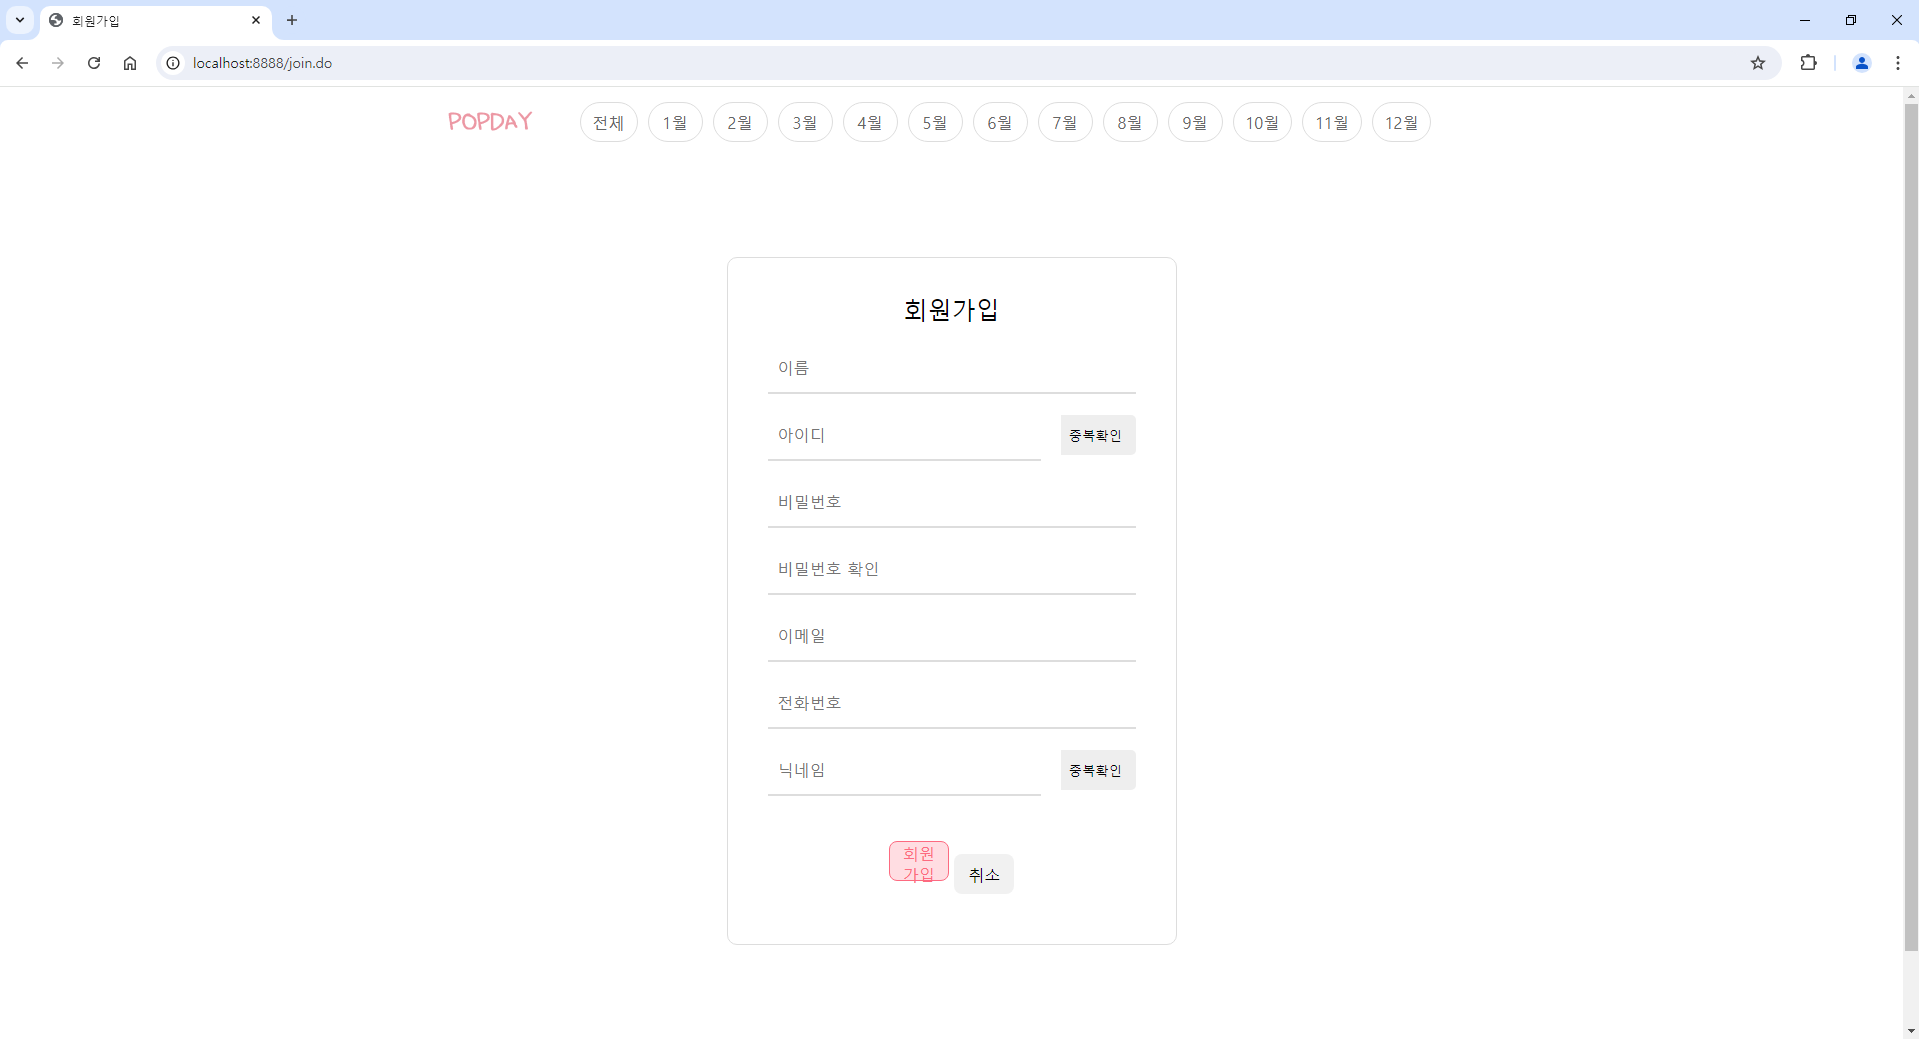 회원가입
localhost:8888/join.do
POPDAY 전체 1월 2월 3월 4월 5월 6월 7월 8월 9월 10월 11월 12월
회원가입
이름
아이디 중복확인
비밀번호
비밀번호 확인
이메일
전화번호
닉네임 중복확인
회원
가입
취소